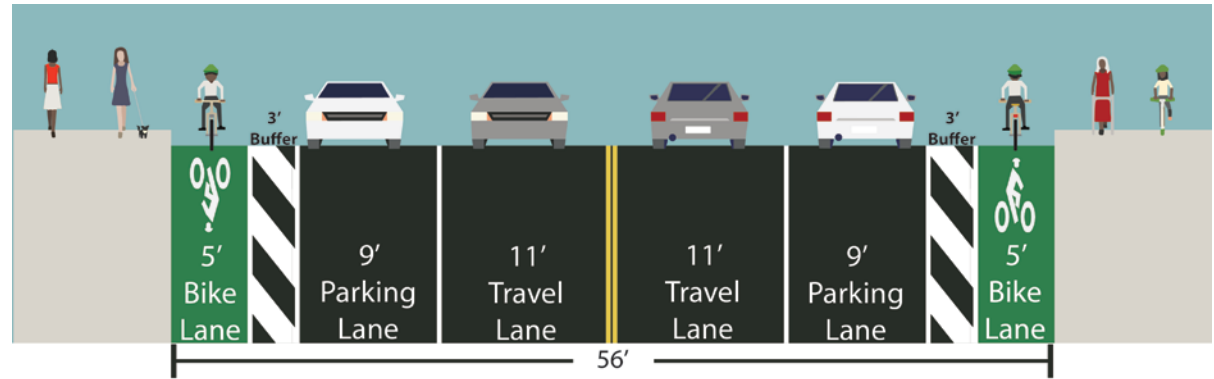 3’
Buffer
3’
Buffer
5’
Bike
Lane
9’
Parking
Lane
11’
Travel
Lane
11’
Travel
Lane
9’
Parking
Lane
5’
Bike
Lane
56’